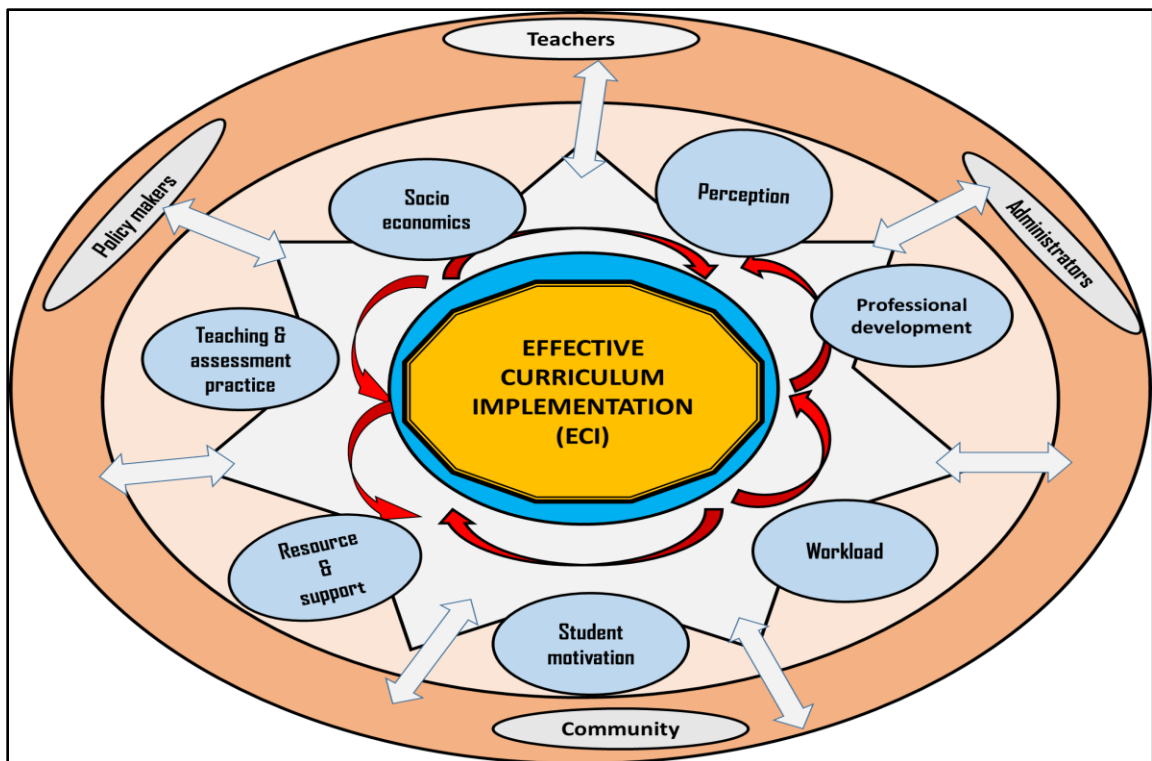 Teachers
Policy makers
Administrators
Socio
economics
Perception
Teaching &
assessment
practice
Professional
development
EFFECTIVE
CURRICULUM
IMPLEMENTATION
(ECI)
Resource
&
support
Workload
Student
motivation
Community